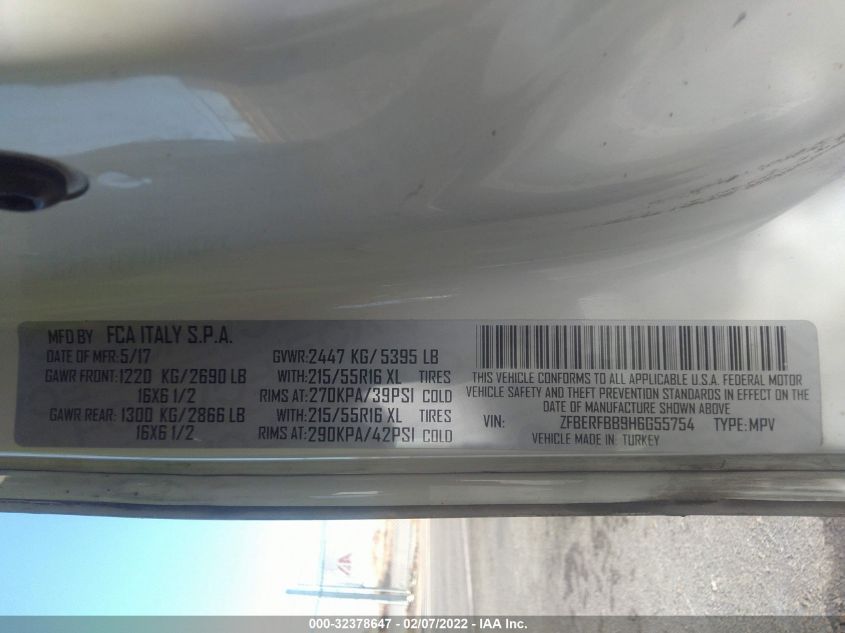 MFD BY FCA ITALY S.P.A.
DATE OF MFR: 5/17 GVWR: 2447 KG/ 5395 LB
GAWR FRONT: 1220 KG/2690 LB WITH: 215/55R16 XL TIRES
16X6 1/2 RIMS AT: 270KPA/39PSI COLD
GAWR REAR: 1300 KG/2866 LB WITH: 215/55R16 XL TIRES
16X6 1/2 RIMS AT: 290KPA/42PSI COLD
THIS VEHICLE CONFORMS TO ALL APPLICABLE U.S.A. FEDERAL MOTOR
VEHICLE SAFETY AND THEFT PREVENTION STANDARDS IN EFFECT ON THE
DATE OF MANUFACTURE SHOWN ABOVE
VIN: ZFBERFBB9H6G55754 TYPE: MPV
VEHICLE MADE IN: TURKEY
000-32378647 - 02/07/2022 - IAA Inc.